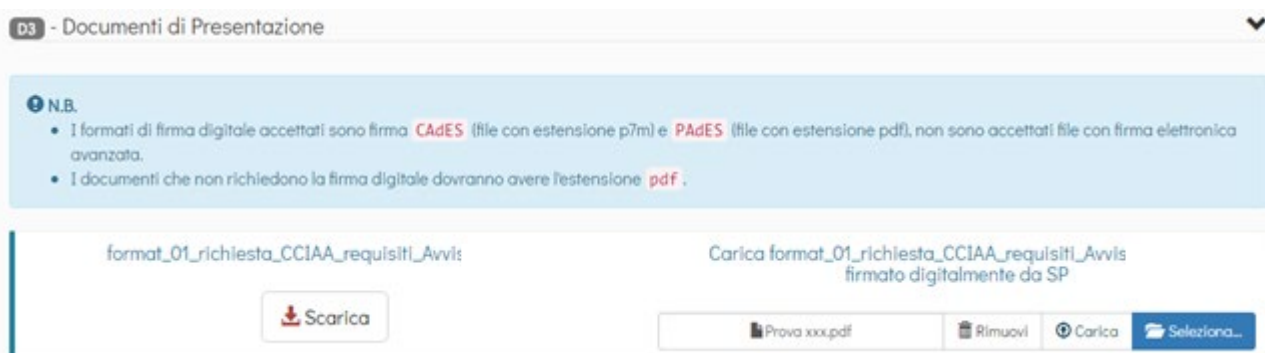 D3 - Documenti di Presentazione
N.B.
I formati di firma digitale accettati sono firma CAdES (file con estensione p7m) e PAdES (file con estensione pdf), non sono accettati file con firma elettronica
avanzata.
I documenti che non richiedono la firma digitale dovranno avere l'estensione pdf.
format_01_richiesta_CCIAA_requisiti_Avvis
Carica format_01_richiesta_CCIAA_requisiti_Avvis
firmato digitalmente da SP
Scarica
Prova xxx.pdf Rimuovi Carica Seleziona...